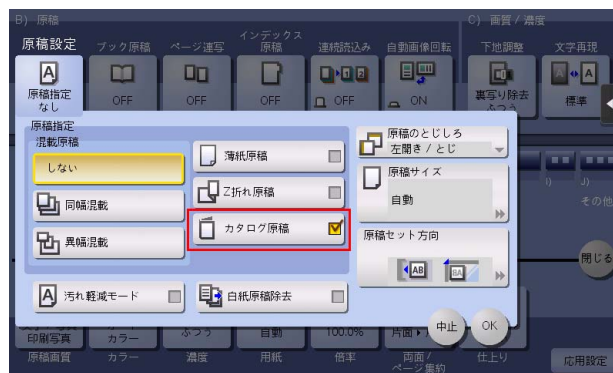 B) 原稿
C) 画質 / 濃度
原稿設定
ブック原稿
ページ連写
インデックス
原稿
連続読込み
自動画像回転
下地調整
文字再現
原稿指定
なし
OFF
OFF
OFF
OFF
ON
裏写り除去
ふつう
標準
原稿指定
混載原稿
しない
同幅混載
異幅混載
薄紙原稿
Z折れ原稿
カタログ原稿
原稿のとじしろ
左開き / とじ
原稿サイズ
自動
原稿セット方向
汚れ軽減モード
白紙原稿除去
I)
J)
その他
閉じる
中止
OK
印刷写真
カラー
ふつう
自動
100.0%
片面
原稿画質
カラー
濃度
用紙
倍率
両面 /
ページ集約
仕上り
応用設定